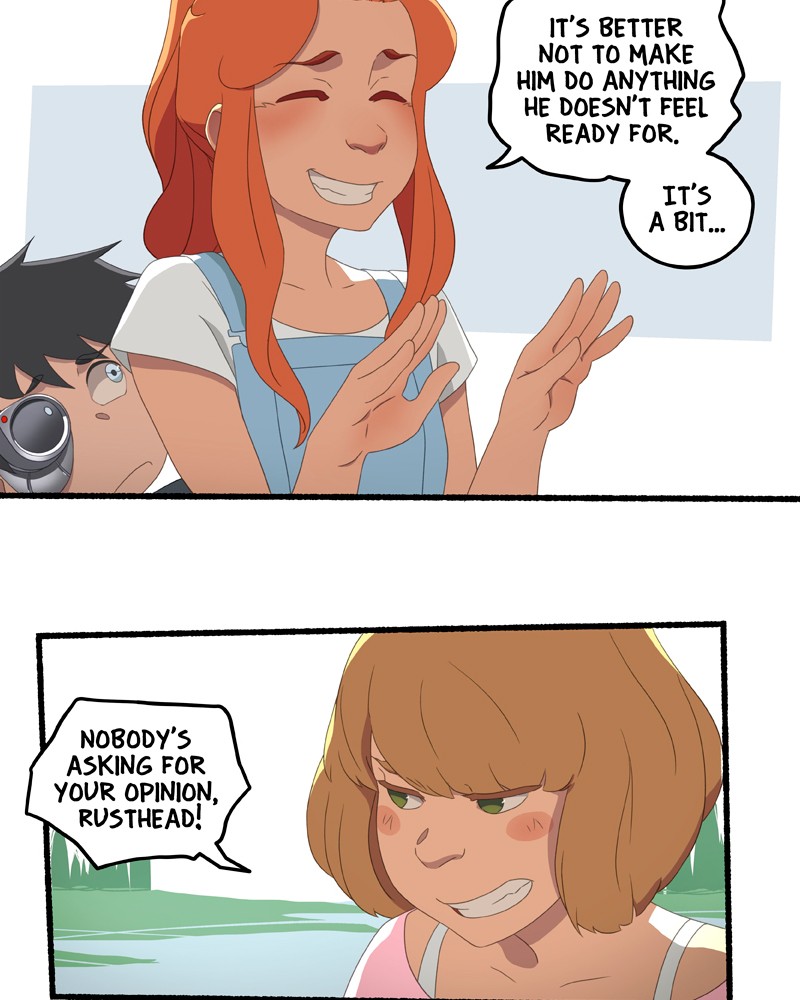 IT'S BETTER
NOT TO MAKE
HIM DO ANYTHING
HE DOESN'T FEEL
READY FOR.
IT'S
A BIT...
NOBODY'S
ASKING FOR
YOUR OPINION,
RUSTHEAD!